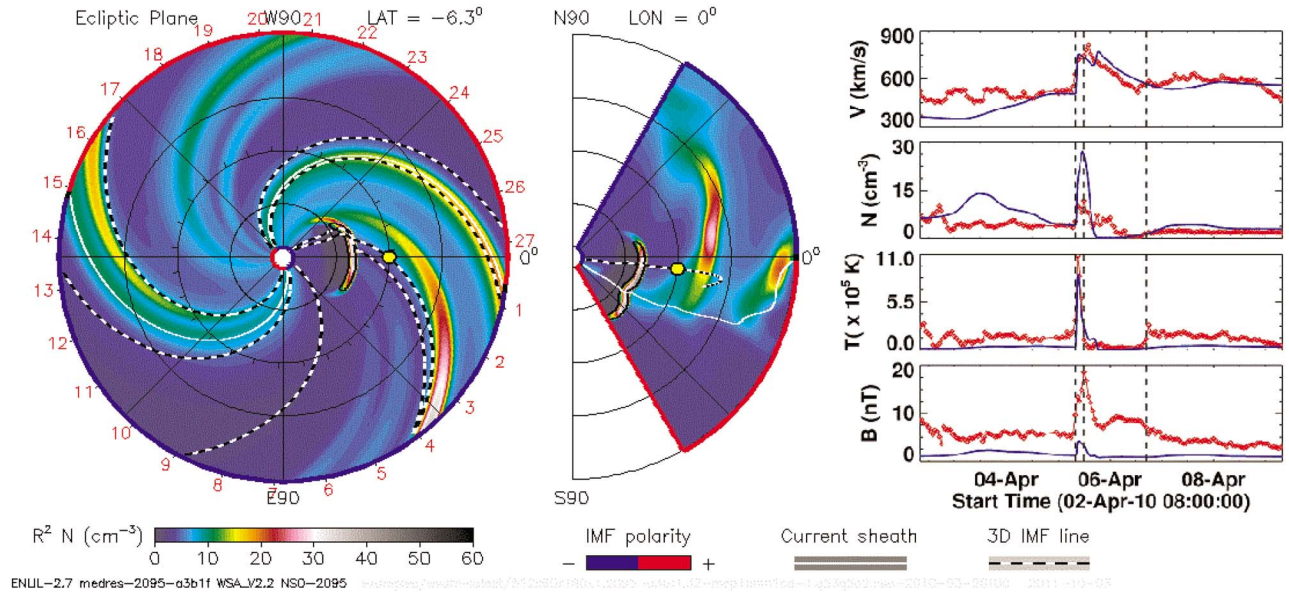 Ecliptic Plane W90 LAT = −6.3⁰
N90 LON = 0⁰
20 21
19 22
18 23
17 24
16 25
15 26
14 27 0⁰
13 1
12 2
11 3
10 4
9 5
8 7 6
E90
0⁰
S90
R² N (cm⁻³)
0 10 20 30 40 50 60
IMF polarity
− +
Current sheath
3D IMF line
V (km/s)
900
600
300
N (cm⁻³)
30
15
0
T( x 10⁵ K)
11.0
5.5
0.0
B (nT)
20
10
0
04-Apr 06-Apr 08-Apr
Start Time (02-Apr-10 08:00:00)
ENLIL-2.7 medres-2095-a3b1f WSA_V2.2 NSO-2095